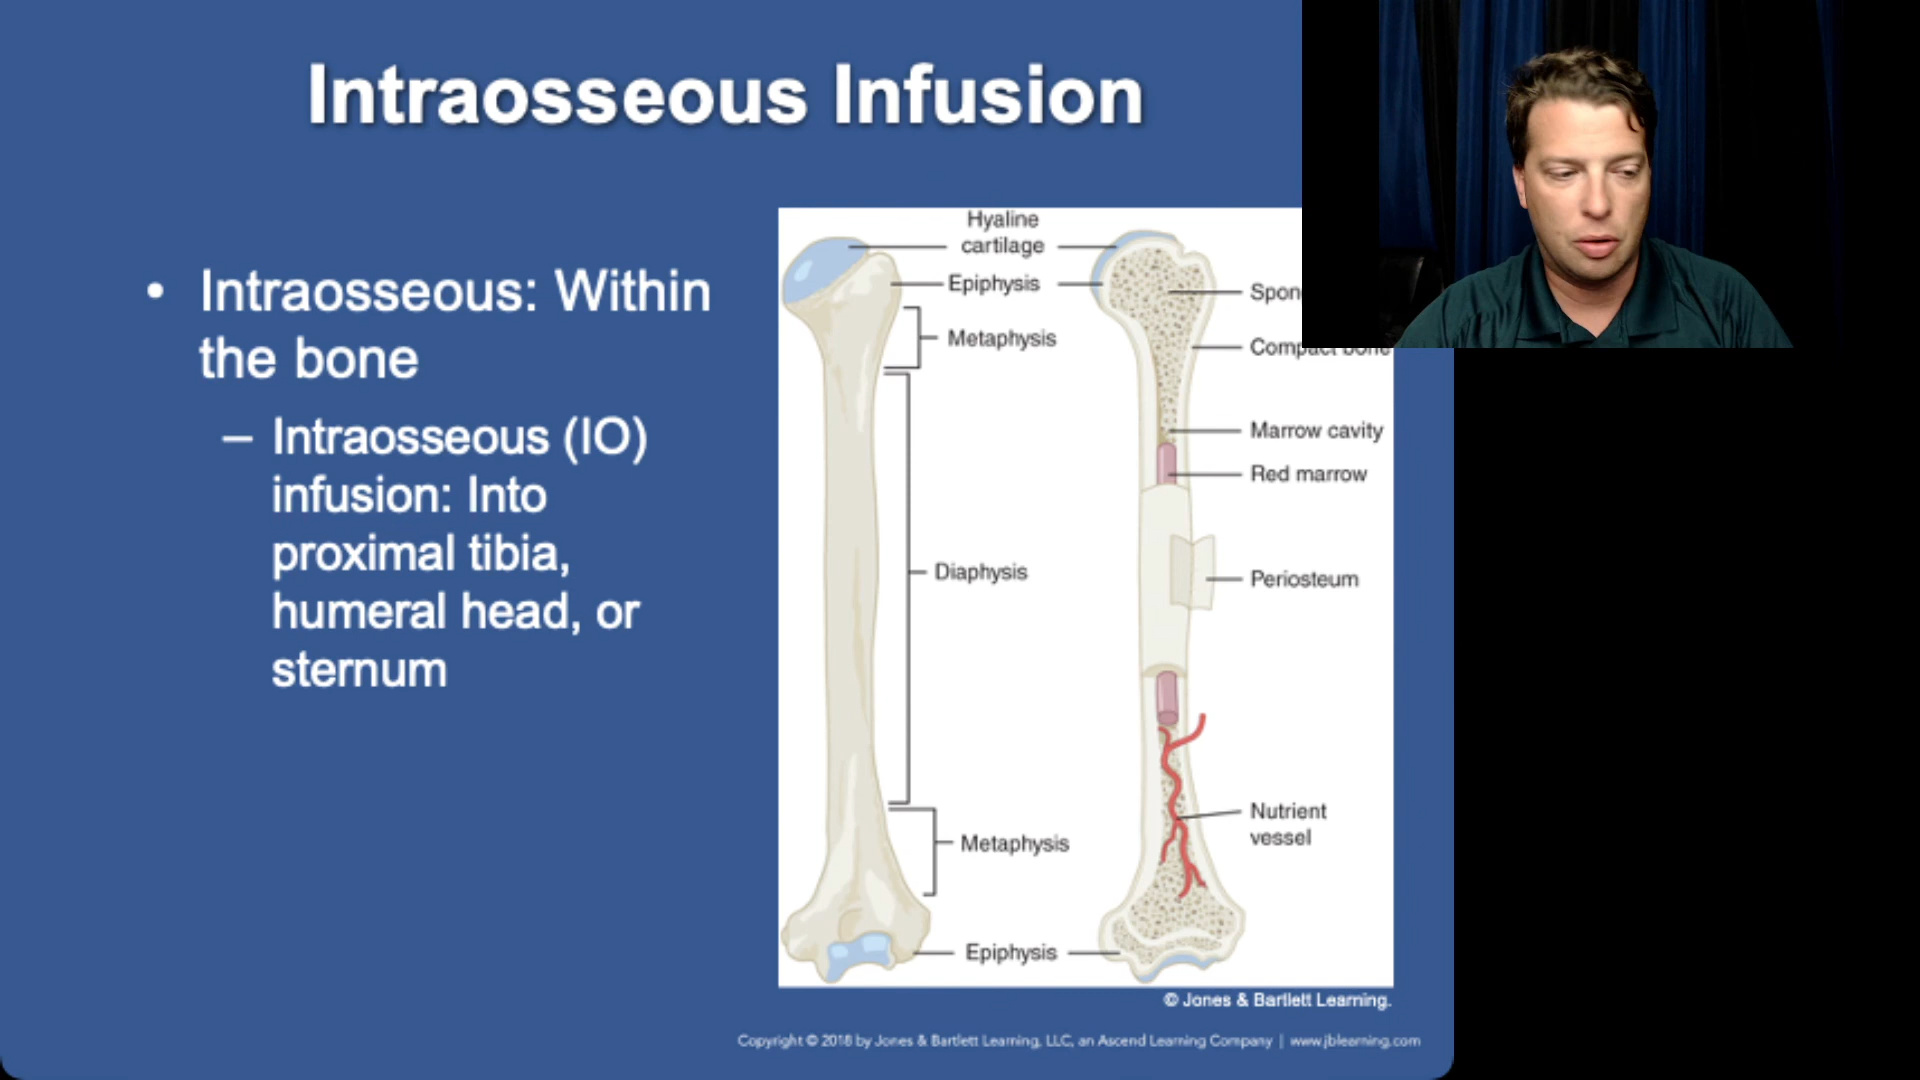 Intraosseous Infusion
• Intraosseous: Within
the bone
– Intraosseous (IO)
infusion: Into
proximal tibia,
humeral head, or
sternum
Hyaline
cartilage
Epiphysis
Metaphysis
Diaphysis
Metaphysis
Epiphysis
Compact bone
Marrow cavity
Red marrow
Periosteum
Nutrient
vessel
© Jones & Bartlett Learning.
Copyright © 2018 by Jones & Bartlett Learning, LLC, an Ascend Learning Company | www.jblearning.com